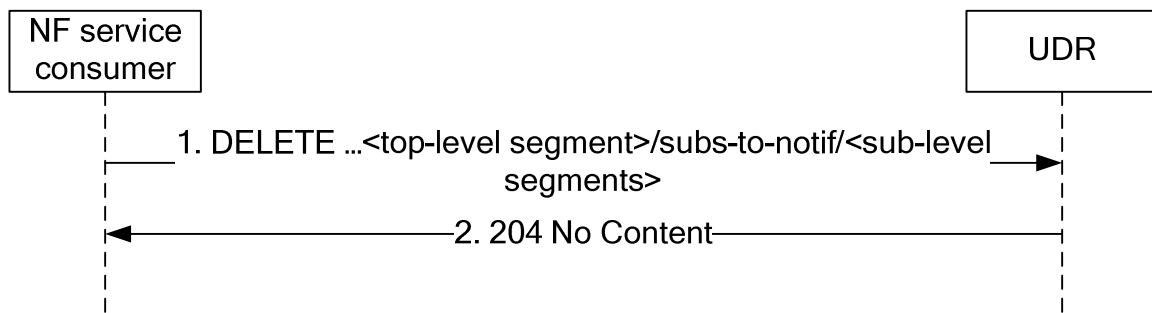 NF service
consumer
UDR
1. DELETE ...<top-level segment>/subs-to-notif/<sub-level
segments>
2. 204 No Content